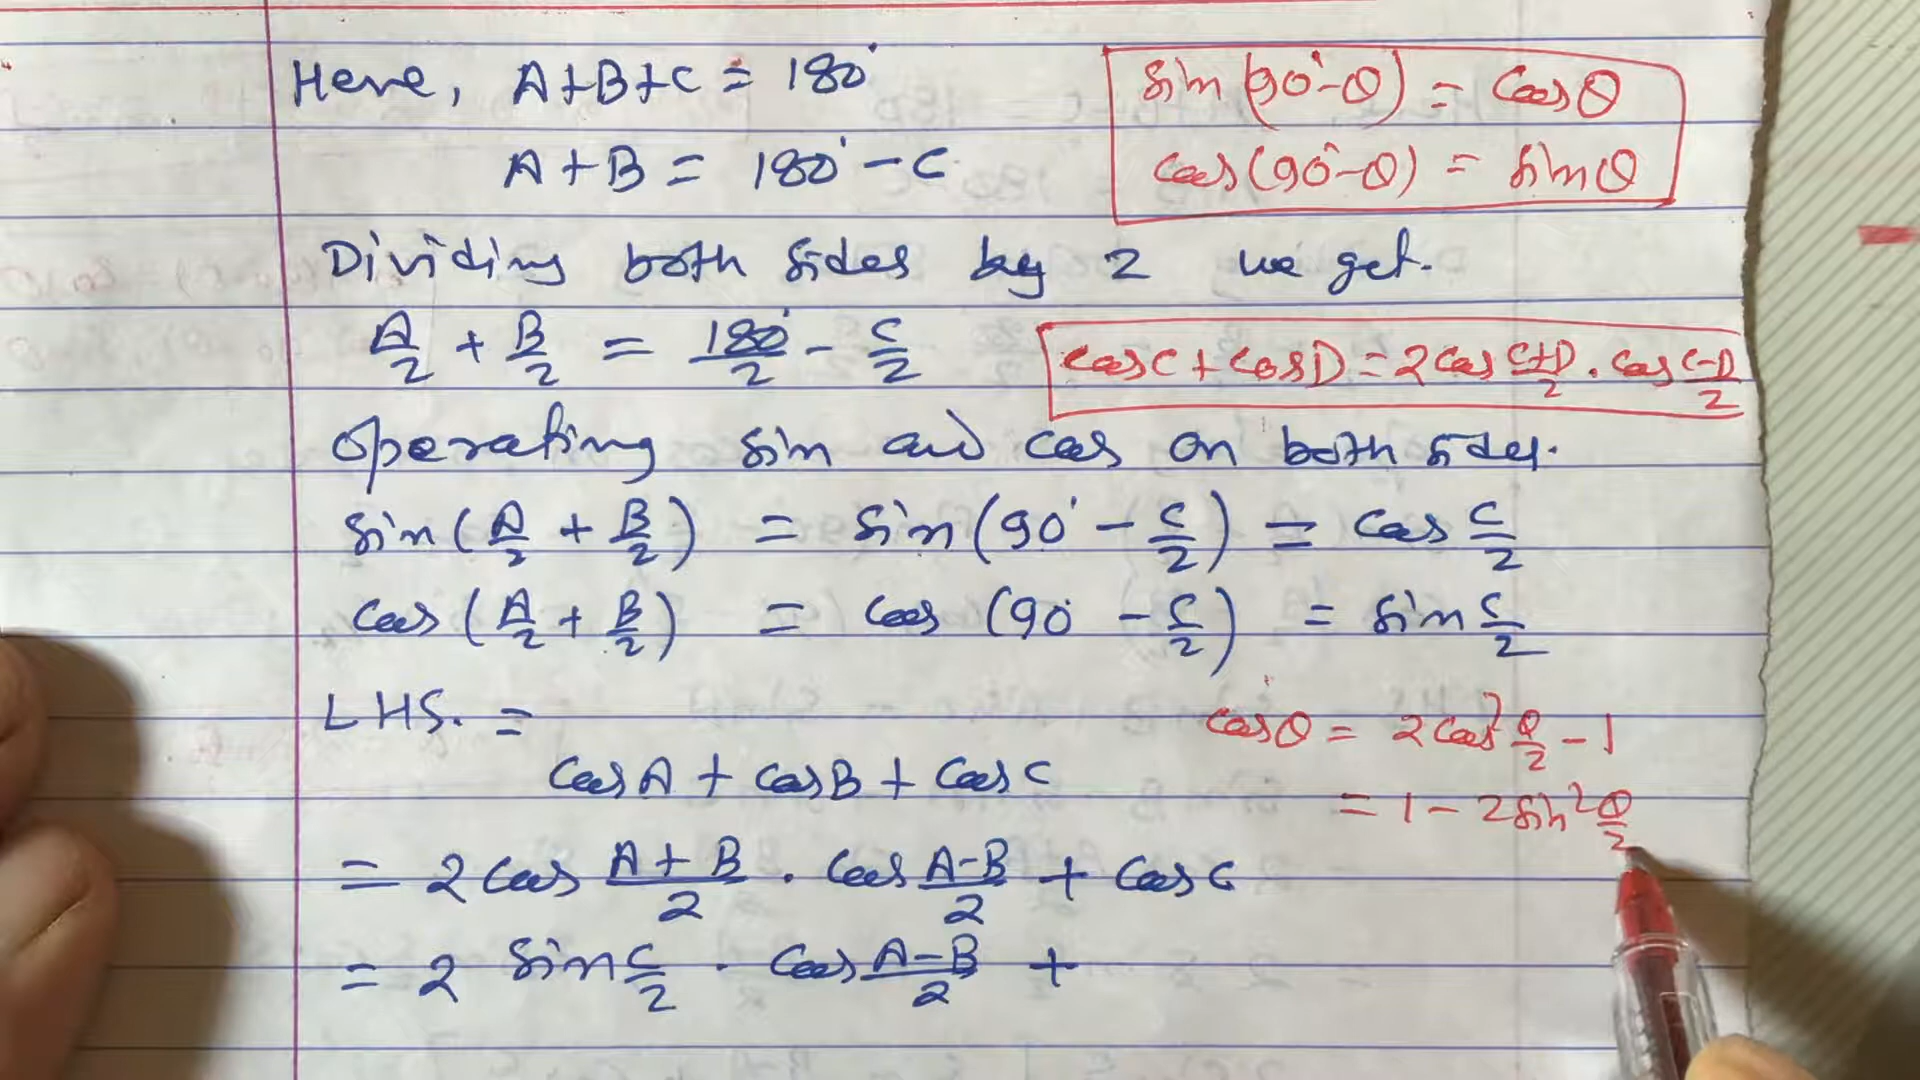 Here, A+B+C = 180°
A+B = 180° - C
sin(90°-θ) = cosθ
cos(90°-θ) = sinθ
Dividing both sides by 2 we get.
A/2 + B/2 = 180°/2 - C/2
cosC + cosD = 2cos (C+D)/2 . cos (C-D)/2
operating sin and cos on both sides.
sin(A/2 + B/2) = sin(90° - C/2) = cos C/2
cos(A/2 + B/2) = cos(90° - C/2) = sin C/2
LHS. =
cosA + cosB + cosC
cosθ = 2cos² θ/2 - 1
= 1 - 2sin² θ/2
= 2cos (A+B)/2 . cos (A-B)/2 + cosC
= 2 sin C/2 . cos (A-B)/2 +